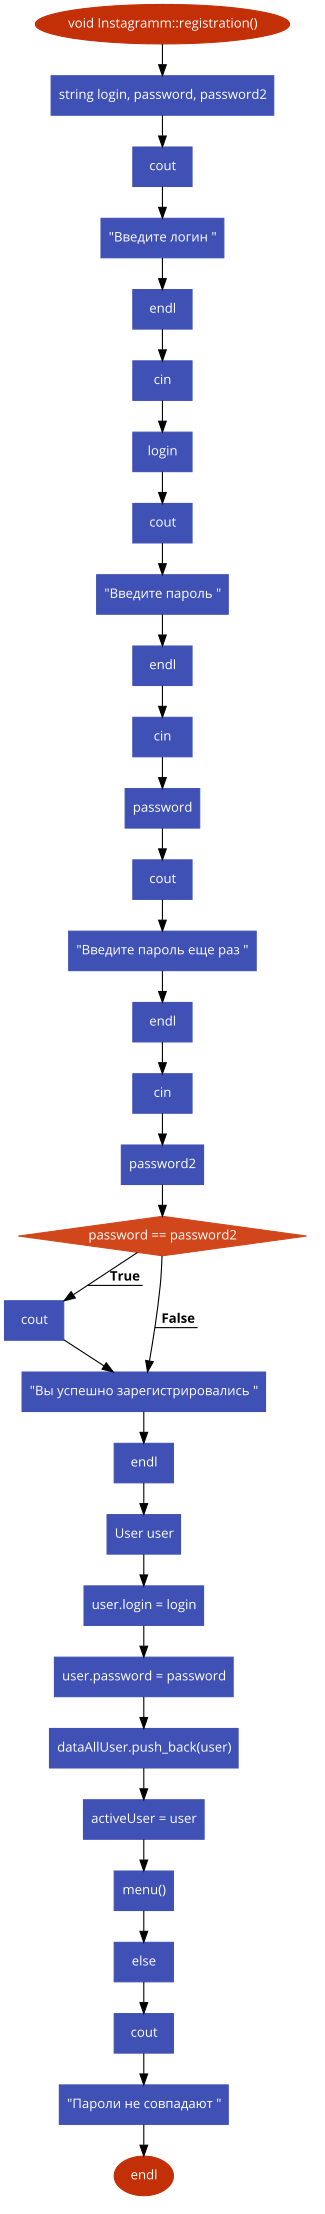 void Instagramm::registration()
string login, password, password2
cout
"Введите логин "
endl
cin
login
cout
"Введите пароль "
endl
cin
password
cout
"Введите пароль еще раз "
endl
cin
password2
password == password2
True
cout
False
"Вы успешно зарегистрировались "
endl
User user
user.login = login
user.password = password
dataAllUser.push_back(user)
activeUser = user
menu()
else
cout
"Пароли не совпадают "
endl